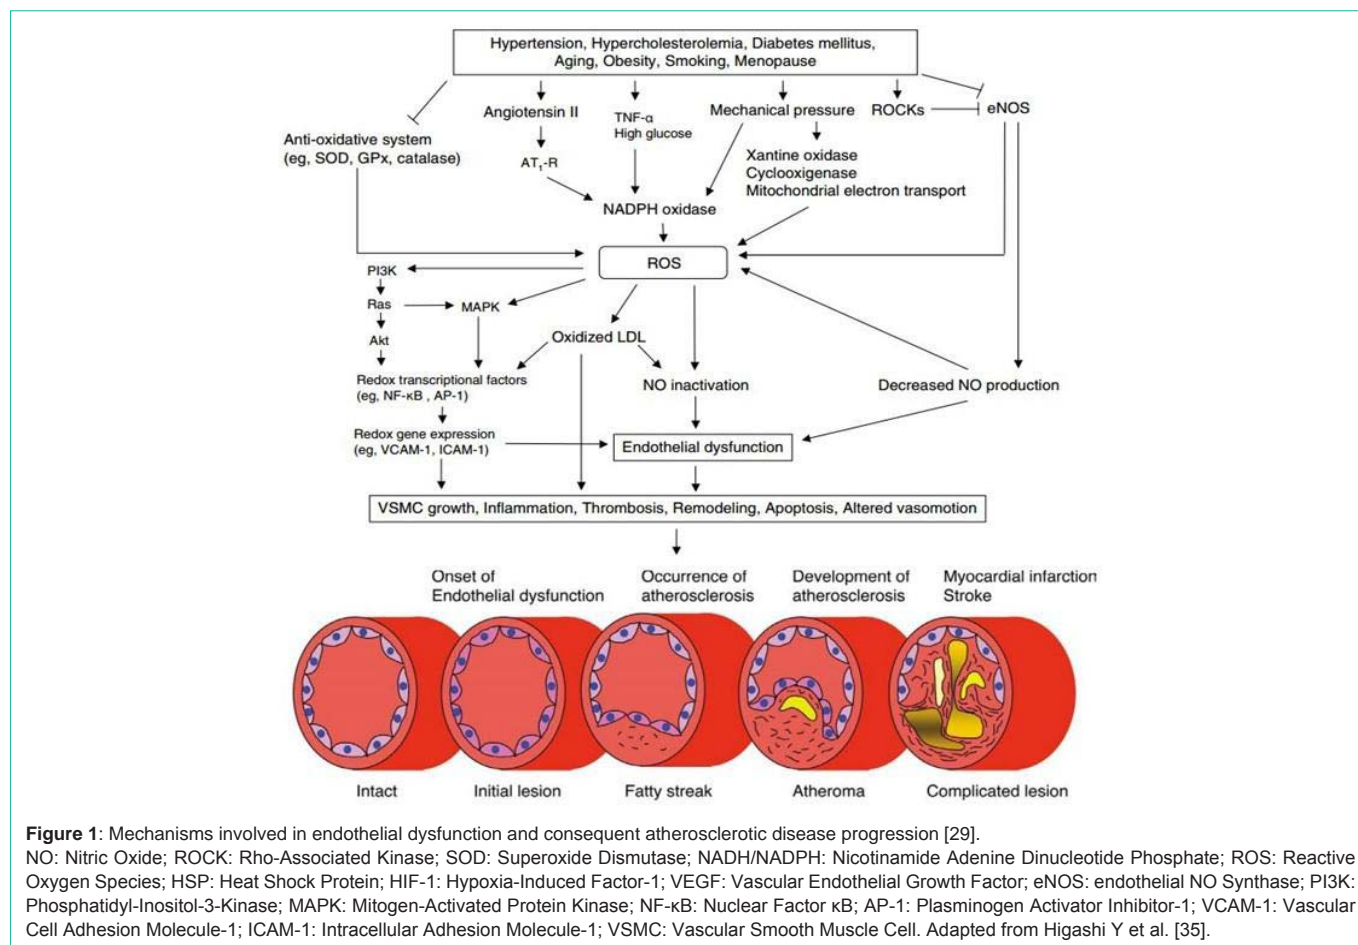 Hypertension, Hypercholesterolemia, Diabetes mellitus,
Aging, Obesity, Smoking, Menopause
Angiotensin II
TNF-α
High glucose
Mechanical pressure
ROCKs
eNOS
Anti-oxidative system
(eg, SOD, GPx, catalase)
AT1-R
Xantine oxidase
Cyclooxigenase
Mitochondrial electron transport
NADPH oxidase
ROS
PI3K
Ras
MAPK
Akt
Oxidized LDL
Redox transcriptional factors
(eg, NF-κB , AP-1)
NO inactivation
Decreased NO production
Redox gene expression
(eg, VCAM-1, ICAM-1)
Endothelial dysfunction
VSMC growth, Inflammation, Thrombosis, Remodeling, Apoptosis, Altered vasomotion
Onset of
Endothelial dysfunction
Occurrence of
atherosclerosis
Development of
atherosclerosis
Myocardial infarction
Stroke
Intact
Initial lesion
Fatty streak
Atheroma
Complicated lesion
Figure 1: Mechanisms involved in endothelial dysfunction and consequent atherosclerotic disease progression [29].
NO: Nitric Oxide; ROCK: Rho-Associated Kinase; SOD: Superoxide Dismutase; NADH/NADPH: Nicotinamide Adenine Dinucleotide Phosphate; ROS: Reactive
Oxygen Species; HSP: Heat Shock Protein; HIF-1: Hypoxia-Induced Factor-1; VEGF: Vascular Endothelial Growth Factor; eNOS: endothelial NO Synthase; PI3K:
Phosphatidyl-Inositol-3-Kinase; MAPK: Mitogen-Activated Protein Kinase; NF-κB: Nuclear Factor κB; AP-1: Plasminogen Activator Inhibitor-1; VCAM-1: Vascular
Cell Adhesion Molecule-1; ICAM-1: Intracellular Adhesion Molecule-1; VSMC: Vascular Smooth Muscle Cell. Adapted from Higashi Y et al. [35].